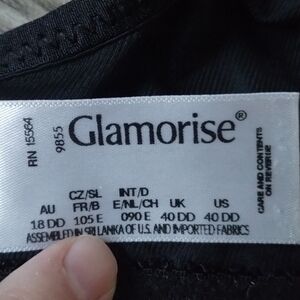 RN 15564
9855
Glamorise®
CARE AND CONTENTS
ON REVERSE
CZ/SL INT/D
AU FR/B E/NL/CH UK US
18 DD 105 E 090 E 40 DD 40 DD
ASSEMBLED IN SRI LANKA OF U.S. AND IMPORTED FABRICS